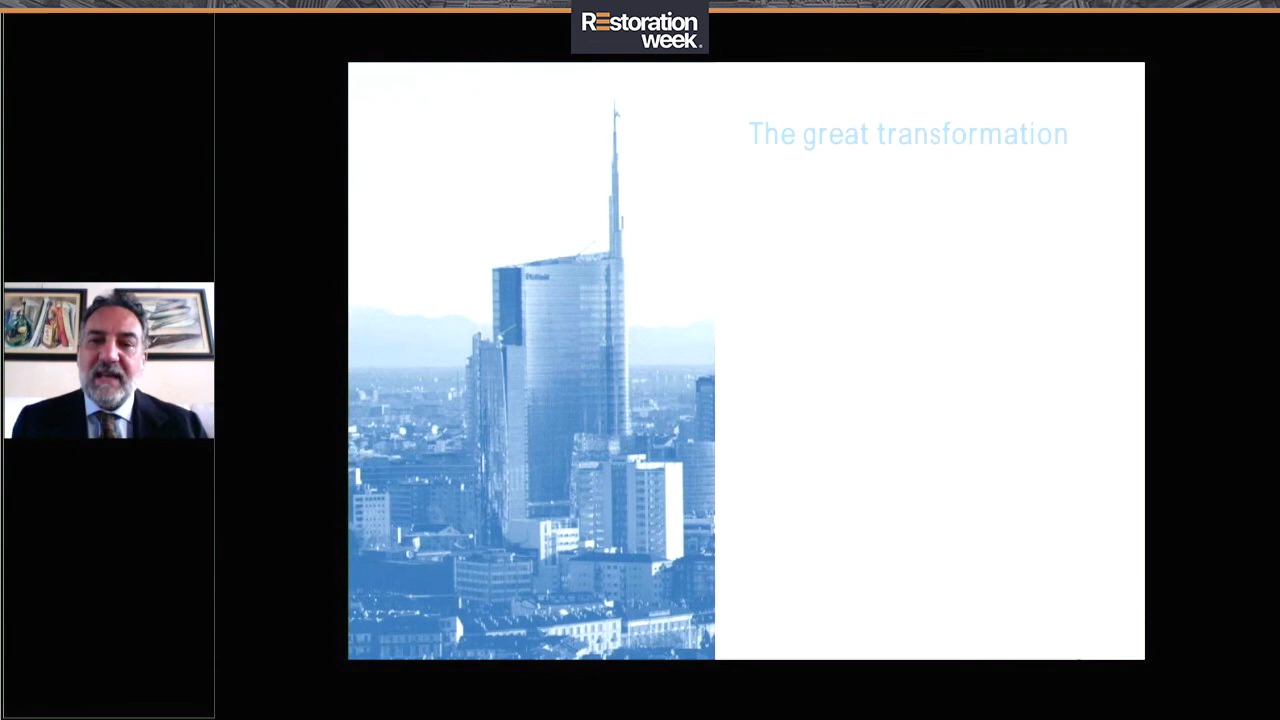 REstoration
week.
The great transformation